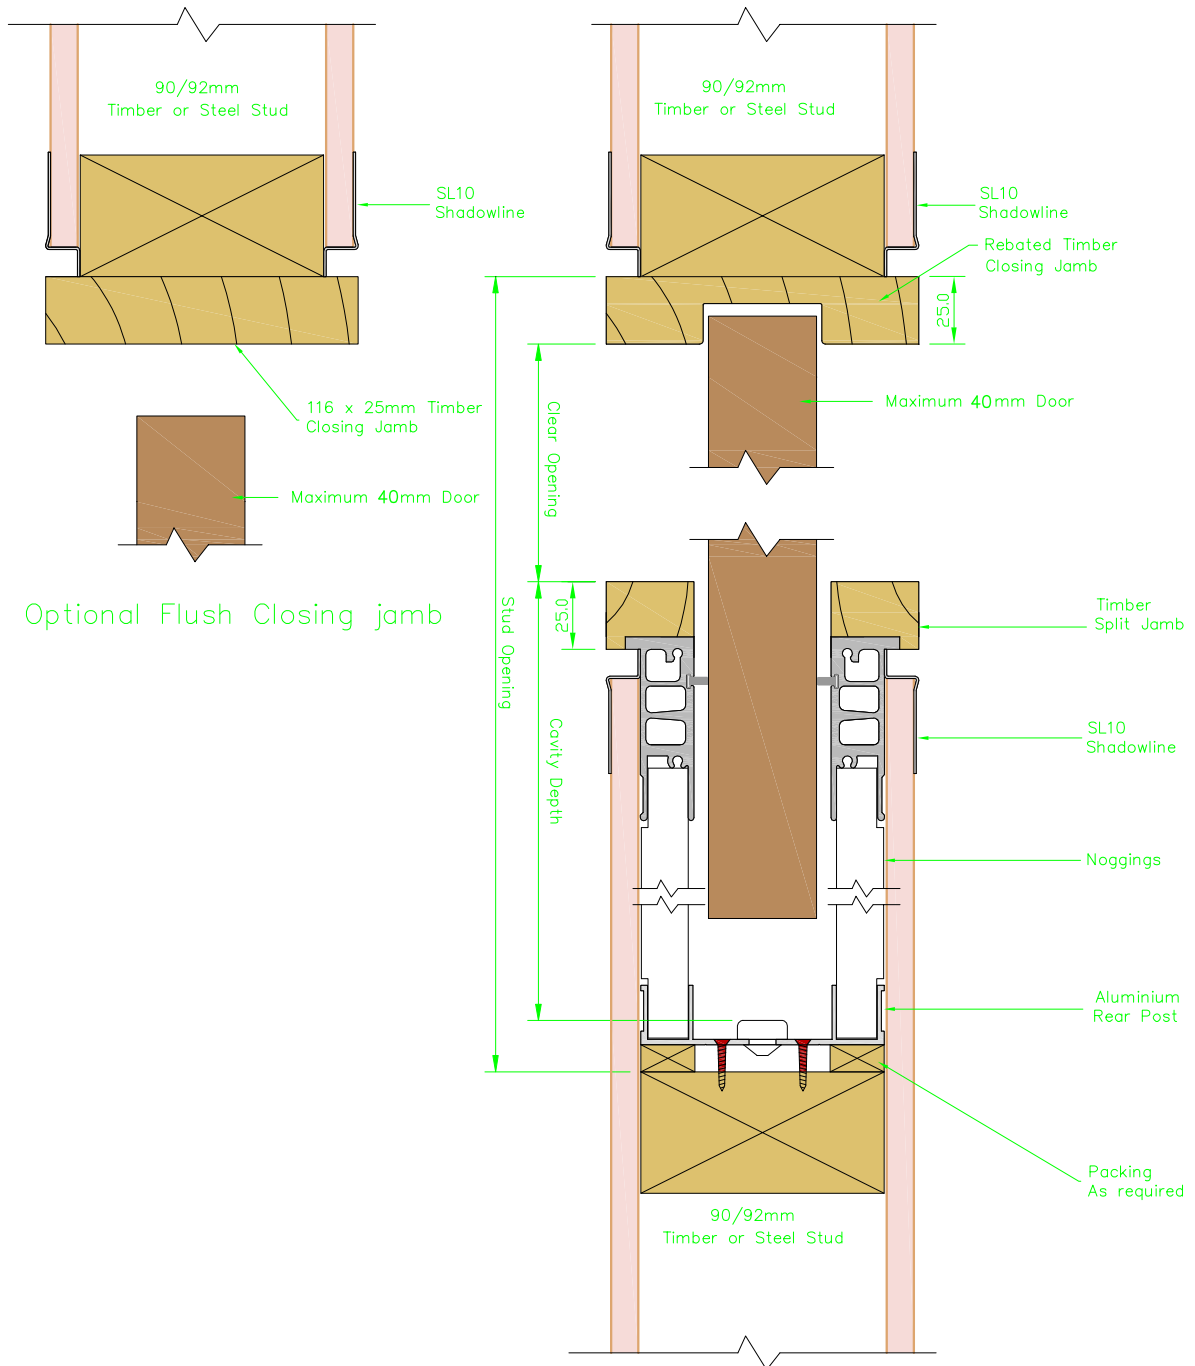 90/92mm
Timber or Steel Stud
90/92mm
Timber or Steel Stud
SL10
Shadowline
SL10
Shadowline
Rebated Timber
Closing Jamb
25.0
116 x 25mm Timber
Closing Jamb
Maximum 40mm Door
Clear Opening
Maximum 40mm Door
Optional Flush Closing jamb
Stud Opening
25.0
Timber
Split Jamb
Cavity Depth
SL10
Shadowline
Noggings
Aluminium
Rear Post
Packing
As required
90/92mm
Timber or Steel Stud